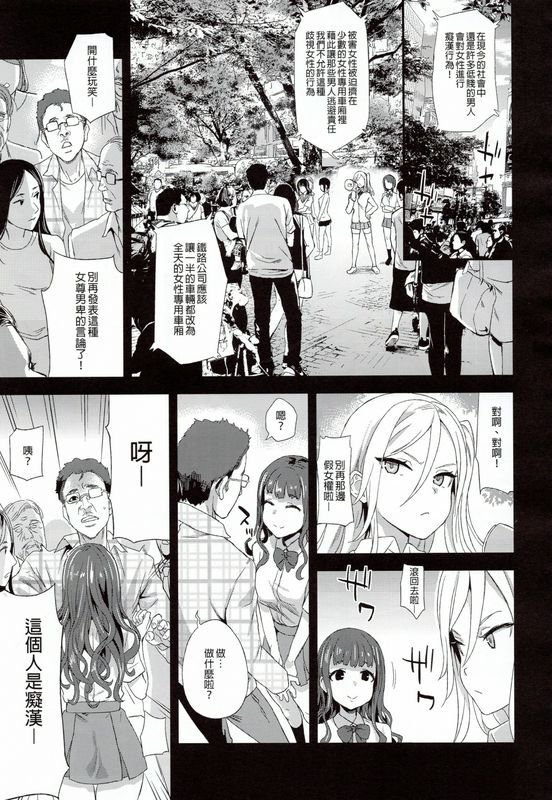 在現今的社會中
還是許多低賤的男人
會對女性進行
癡漢行為
被害女性被迫擠在
少數的女性專用車廂裡
藉此讓那些男人逃避責任
我們不允許這種
歧視女性的行為
鐵路公司應該
讓一半的車輛都改為
全天的女性專用車廂
開什麼玩笑—
別再發表這種
女尊男卑的言論了!
對啊、對啊!
別再那邊
假女權啦—
滾回去啦
嗯?
做…
做什麼啦?
呀—
咦?
這個人是癡漢—